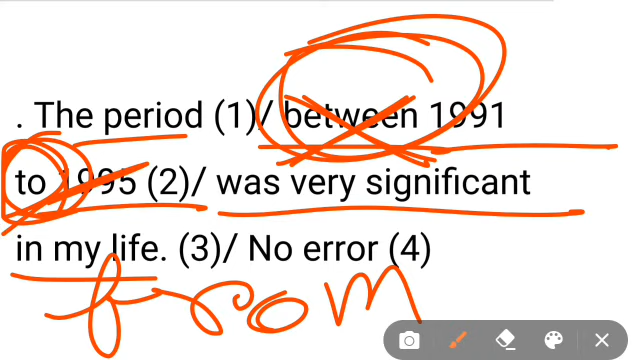 . The period (1)/ between 1991
to 1995 (2)/ was very significant
in my life. (3)/ No error (4)
from